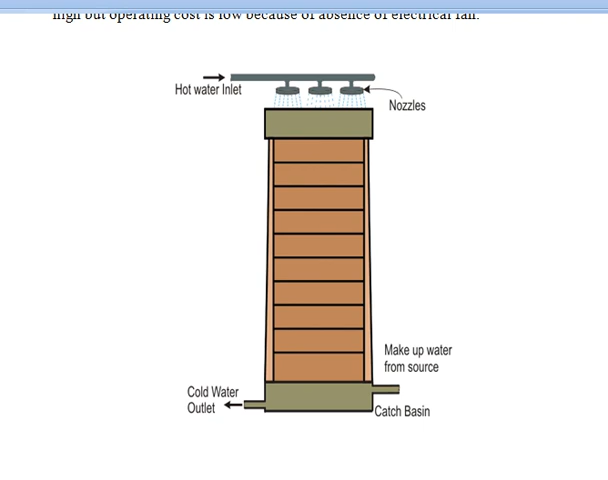 high but operating cost is low because of absence of electrical fan.
Hot water Inlet
Nozzles
Make up water
from source
Cold Water
Outlet
Catch Basin